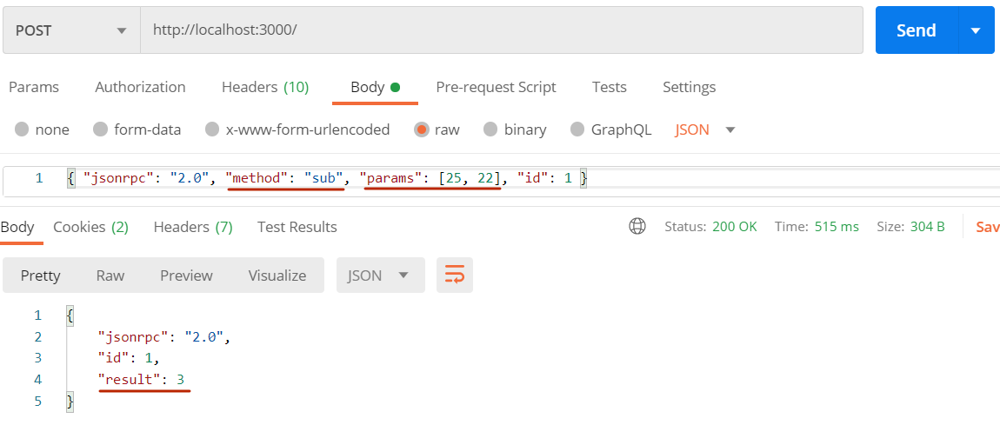 POST http://localhost:3000/ Send
Params Authorization Headers (10) Body Pre-request Script Tests Settings
none form-data x-www-form-urlencoded raw binary GraphQL JSON
1 { "jsonrpc": "2.0", "method": "sub", "params": [25, 22], "id": 1 }
Body Cookies (2) Headers (7) Test Results Status: 200 OK Time: 515 ms Size: 304 B Sav
Pretty Raw Preview Visualize JSON
1 {
2 "jsonrpc": "2.0",
3 "id": 1,
4 "result": 3
5 }